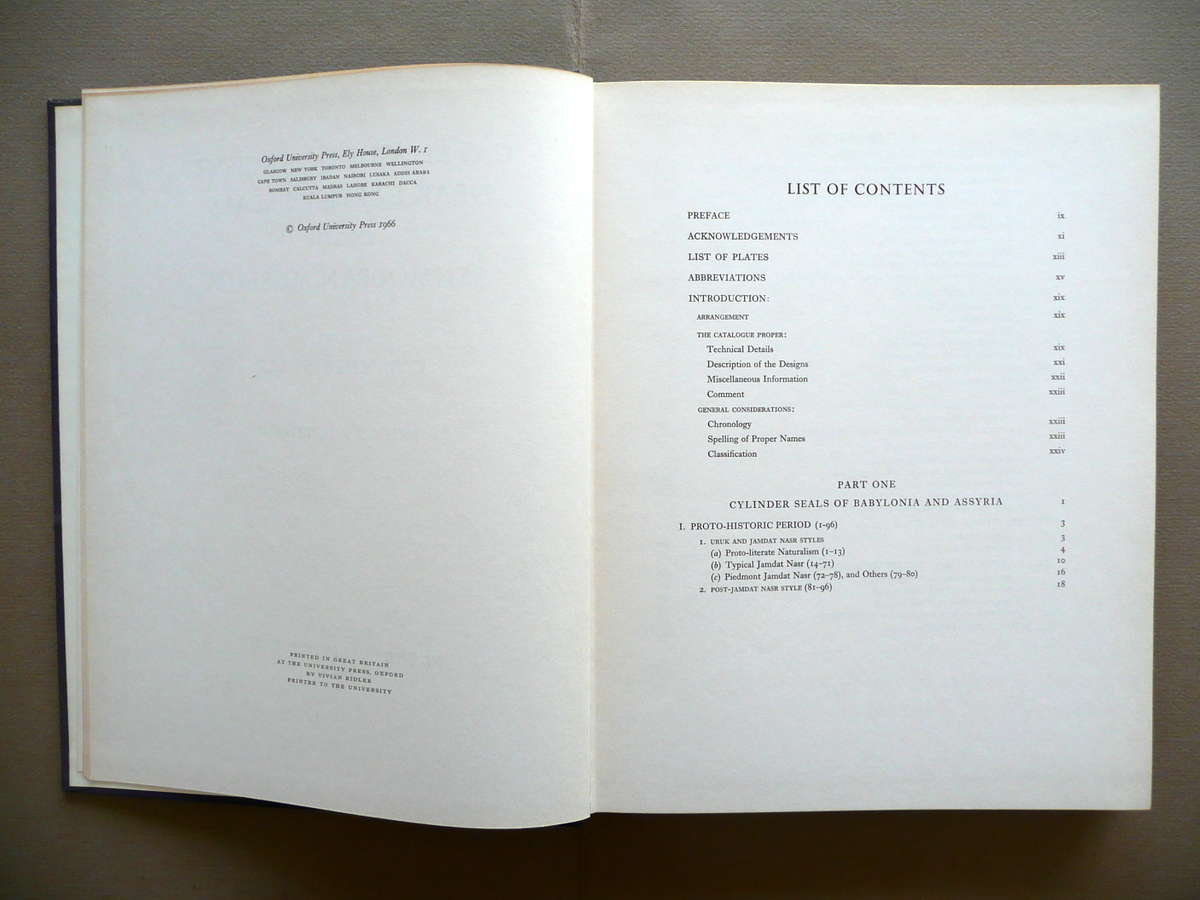 Oxford University Press, Ely House, London W. 1
GLASGOW NEW YORK TORONTO MELBOURNE WELLINGTON
CAPE TOWN SALISBURY IBADAN NAIROBI LUSAKA ADDIS ABABA
BOMBAY CALCUTTA MADRAS LAHORE KARACHI DACCA
KUALA LUMPUR HONG KONG
© Oxford University Press 1966
PRINTED IN GREAT BRITAIN
AT THE UNIVERSITY PRESS, OXFORD
BY VIVIAN RIDLER
PRINTER TO THE UNIVERSITY
LIST OF CONTENTS
PREFACE ix
ACKNOWLEDGEMENTS xi
LIST OF PLATES xiii
ABBREVIATIONS xv
INTRODUCTION: xix
ARRANGEMENT xix
THE CATALOGUE PROPER:
Technical Details xix
Description of the Designs xxi
Miscellaneous Information xxii
Comment xxiii
GENERAL CONSIDERATIONS:
Chronology xxiii
Spelling of Proper Names xxiii
Classification xxiv
PART ONE
CYLINDER SEALS OF BABYLONIA AND ASSYRIA 1
I. PROTO-HISTORIC PERIOD (1-96) 3
1. URUK AND JAMDAT NASR STYLES 3
(a) Proto-literate Naturalism (1–13) 4
(b) Typical Jamdat Nasr (14–71) 10
(c) Piedmont Jamdat Nasr (72–78), and Others (79–80) 16
2. POST-JAMDAT NASR STYLE (81–96) 18